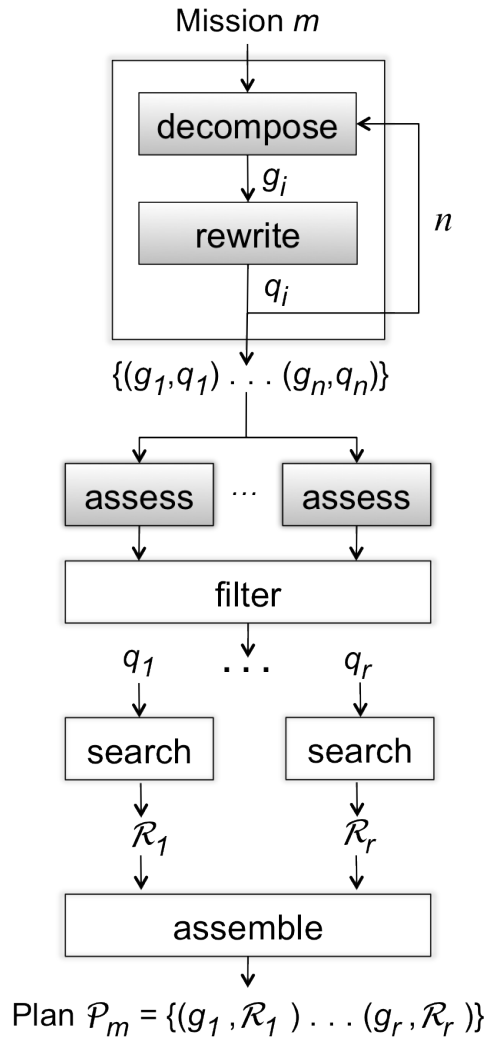 Mission m
decompose
g_i
rewrite
n
q_i
{(g_1,q_1) . . . (g_n,q_n)}
assess ... assess
filter
q_1 . . . q_r
search search
ℛ_1 ℛ_r
assemble
Plan 𝒫_m = {(g_1,ℛ_1) . . . (g_r,ℛ_r)}